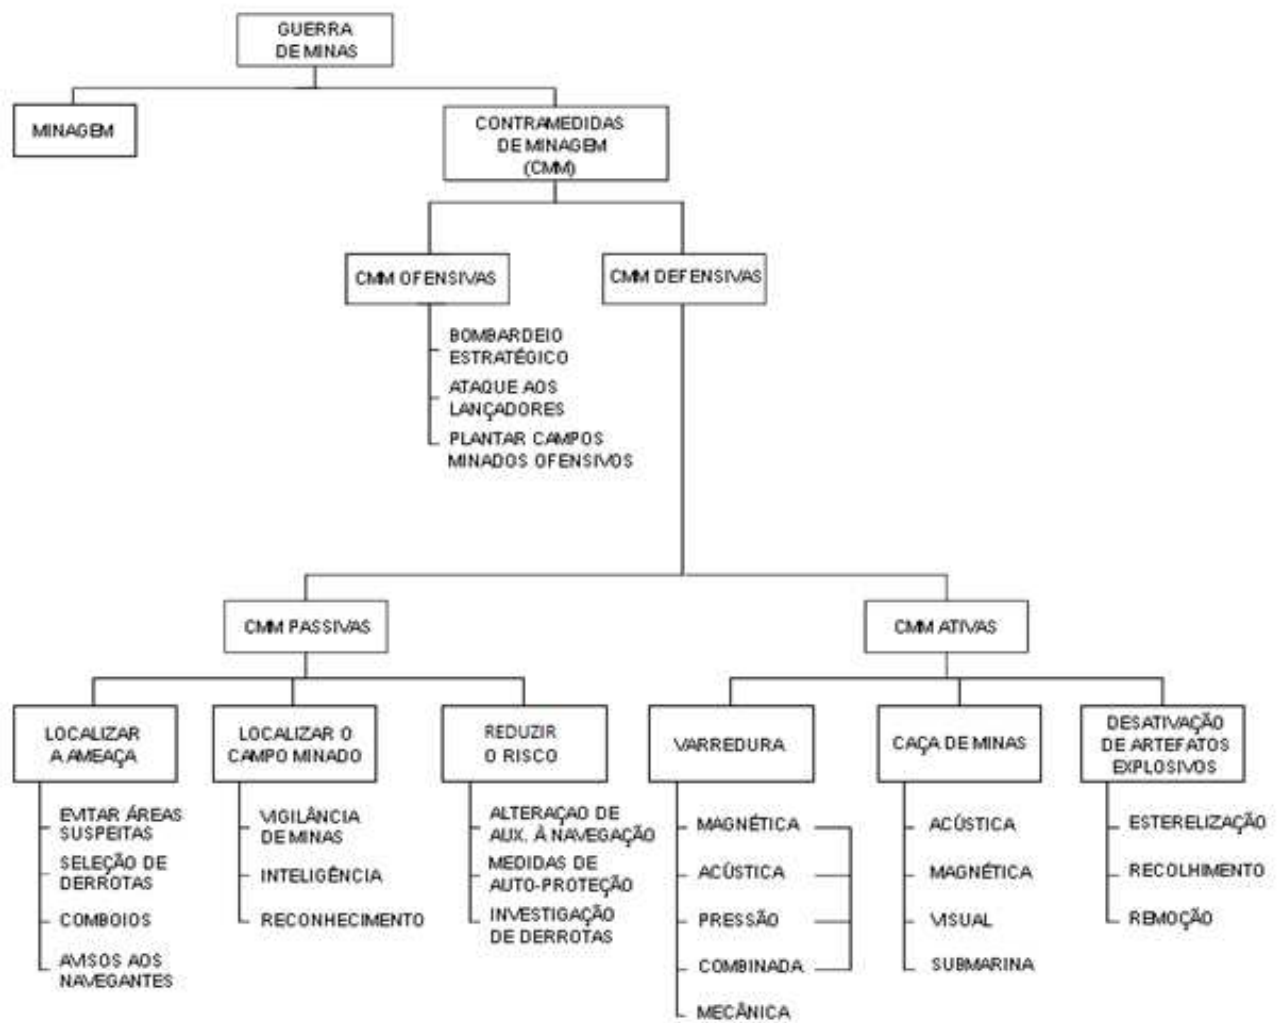 GUERRA
DE MINAS
MINAGEM
CONTRAMEDIDAS
DE MINAGEM
(CMM)
CMM OFENSIVAS
CMM DEFENSIVAS
BOMBARDEIO
ESTRATÉGICO
ATAQUE AOS
LANÇADORES
PLANTAR CAMPOS
MINADOS OFENSIVOS
CMM PASSIVAS
CMM ATIVAS
LOCALIZAR
A AMEAÇA
LOCALIZAR O
CAMPO MINADO
REDUZIR
O RISCO
VARREDURA
CAÇA DE MINAS
DESATIVAÇÃO
DE ARTEFATOS
EXPLOSIVOS
EVITAR ÁREAS
SUSPEITAS
SELEÇÃO DE
DERROTAS
COMBOIOS
AVISOS AOS
NAVEGANTES
VIGILÂNCIA
DE MINAS
INTELIGÊNCIA
RECONHECIMENTO
ALTERAÇAO DE
AUX. À NAVEGAÇÃO
MEDIDAS DE
AUTO-PROTEÇÃO
INVESTIGAÇÃO
DE DERROTAS
MAGNÉTICA
ACÚSTICA
PRESSÃO
COMBINADA
MECÂNICA
ACÚSTICA
MAGNÉTICA
VISUAL
SUBMARINA
ESTERELIZAÇÃO
RECOLHIMENTO
REMOÇÃO